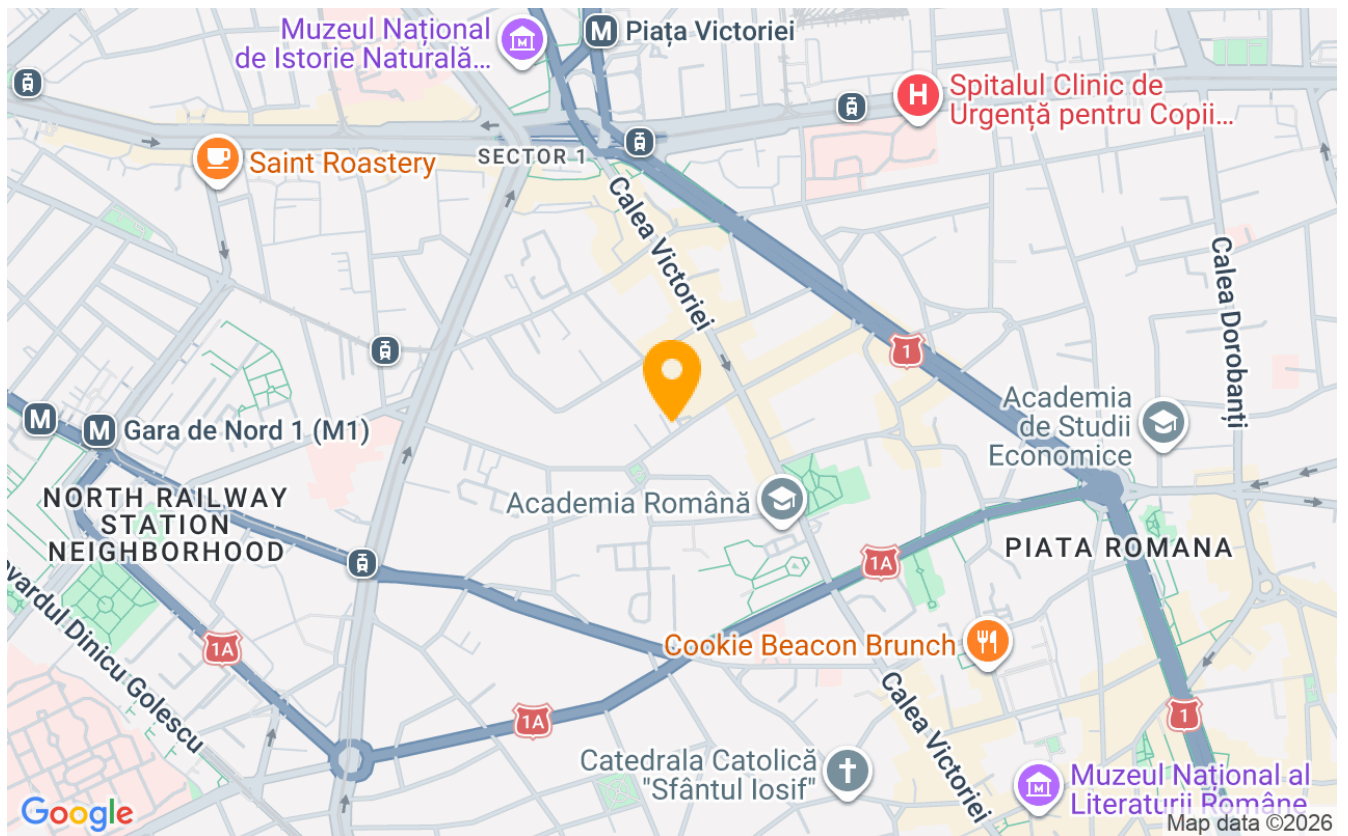 Muzeul Național
de Istorie Naturală...
M
Piața Victoriei
H
Spitalul Clinic de
Urgență pentru Copii...
Saint Roastery
SECTOR 1
Calea Victoriei
Calea Dorobanți
1
M
M
Gara de Nord 1 (M1)
Academia
de Studii
Economice
NORTH RAILWAY
STATION
NEIGHBORHOOD
Academia Română
PIATA ROMANA
1A
evardul Dinicu Golescu
1A
Cookie Beacon Brunch
Calea Victoriei
1A
1
Catedrala Catolică
"Sfântul Iosif"
Muzeul Național al
Literaturii Române
Google
Map data ©2026